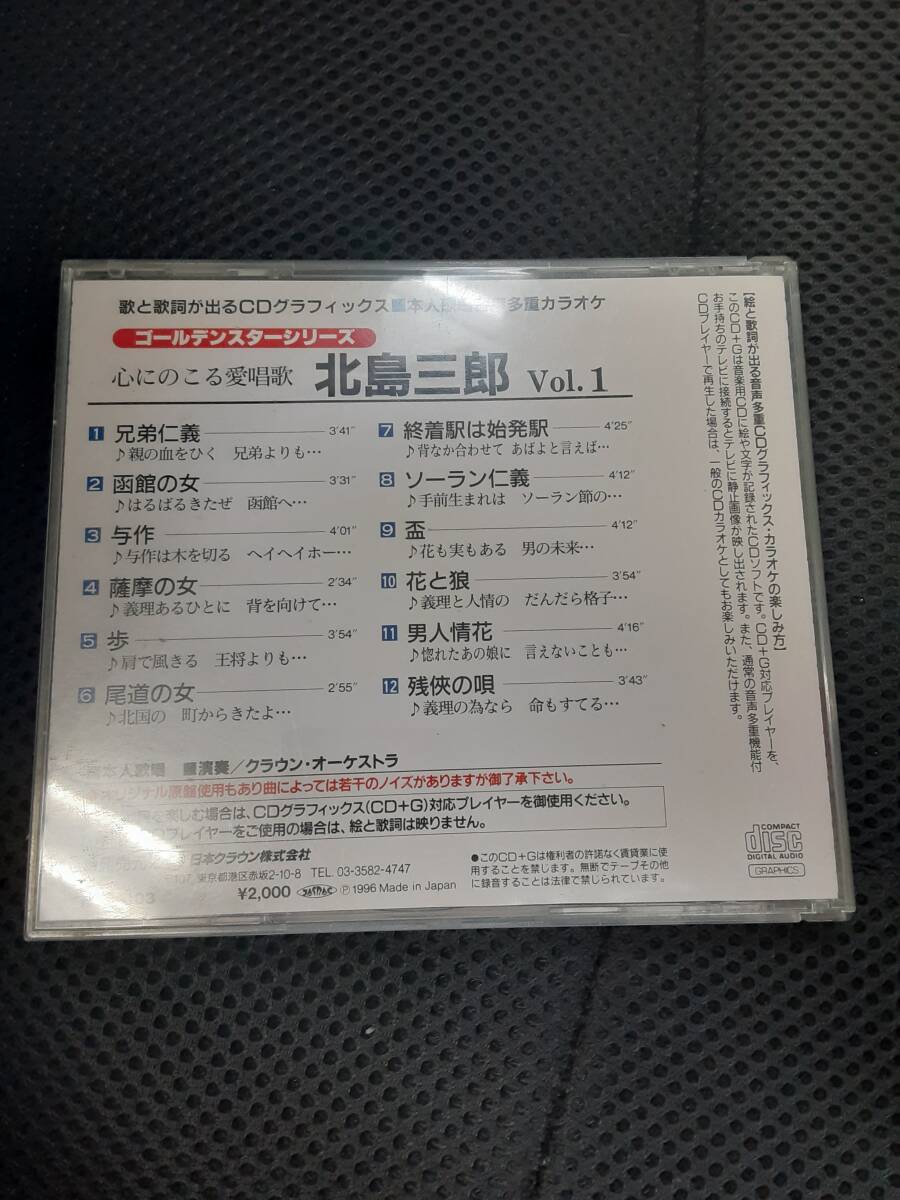 歌と歌詞が出るCDグラフィックス■本人歌唱 多重カラオケ
ゴールデンスターシリーズ
心にのこる愛唱歌 北島三郎 Vol.1
1 兄弟仁義 3'41"
♪親の血をひく 兄弟よりも…
2 函館の女 3'31"
♪はるばるきたぜ 函館へ…
3 与作 4'01"
♪与作は木を切る ヘイヘイホー…
4 薩摩の女 2'34"
♪義理あるひとに 背を向けて…
5 歩 3'54"
♪肩で風きる 王将よりも…
6 尾道の女 2'55"
♪北国の 町からきたよ…
7 終着駅は始発駅 4'25"
♪背なか合わせて あばよと言えば…
8 ソーラン仁義 4'12"
♪手前生まれは ソーラン節の…
9 盃 4'12"
♪花も実もある 男の未来…
10 花と狼 3'54"
♪義理と人情の だんだら格子…
11 男人情花 4'16"
♪惚れたあの娘に 言えないことも…
12 残俠の唄 3'43"
♪義理の為なら 命もすてる…
本人歌唱 ■演奏／クラウン・オーケストラ
オリジナル原盤使用もあり曲によっては若干のノイズがありますが御了承下さい。
楽しむ場合は、CDグラフィックス(CD+G)対応プレイヤーを御使用ください。
プレイヤーをご使用の場合は、絵と歌詞は映りません。
日本クラウン株式会社
107 東京都港区赤坂2-10-8 TEL. 03-3582-4747
¥2,000 ℗1996 Made in Japan
●このCD+Gは権利者の許諾なく賃貸業に使
用することを禁じます。無断でテープその他
に録音することは法律で禁じられています。
COMPACT
disc
DIGITAL AUDIO
GRAPHICS
【絵と歌詞が出る音声多重CDグラフィックス・カラオケの楽しみ方】
このCD+Gは音楽用CDに絵や文字が記録されたCDソフトです。CD+G対応プレイヤーを、
お手持ちのテレビに接続するとテレビに静止画像が映し出されます。また、通常の音声多重機能付
CDプレイヤーで再生した場合は、一般のCDカラオケとしてもお楽しみいただけます。